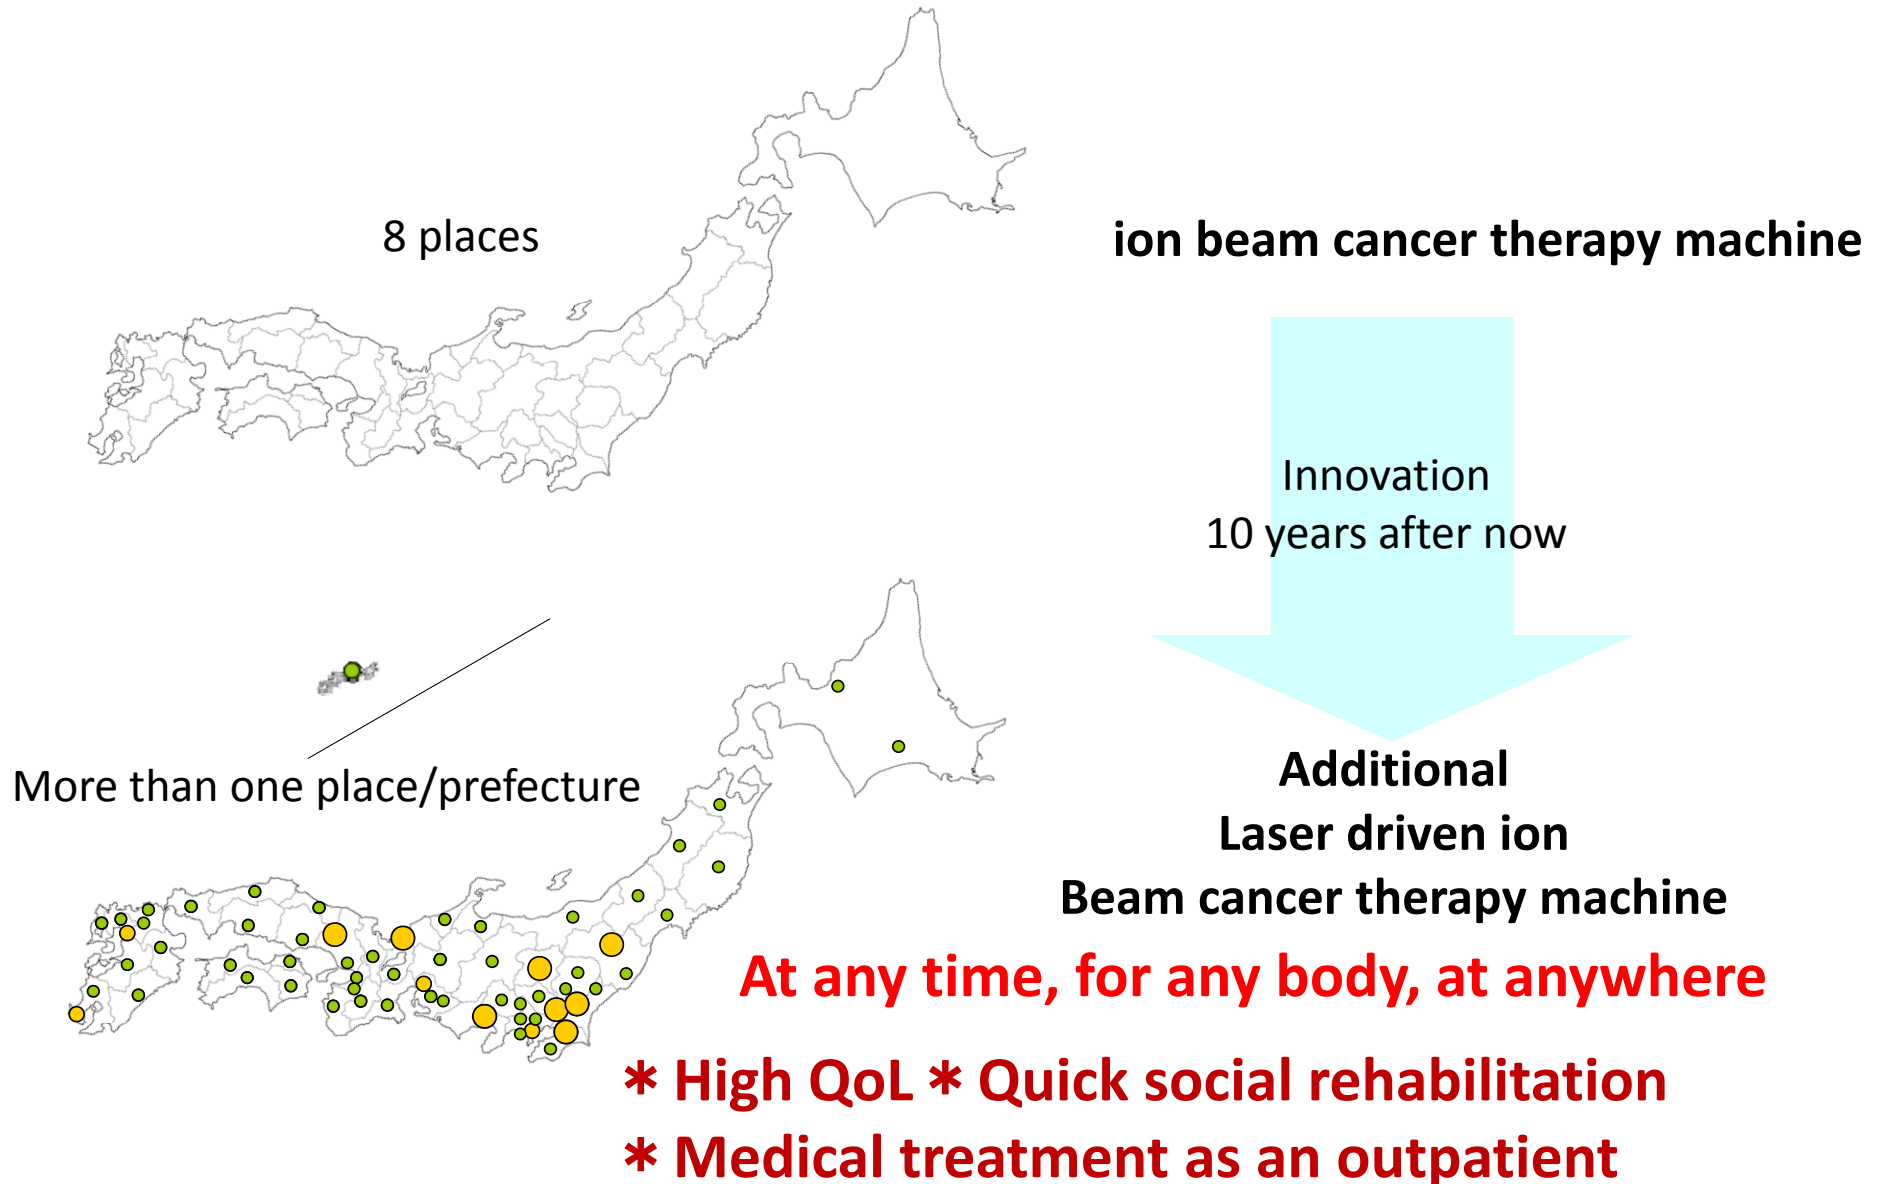 8 places
ion beam cancer therapy machine
Innovation
10 years after now
More than one place/prefecture
Additional
Laser driven ion
Beam cancer therapy machine
At any time, for any body, at anywhere
* High QoL * Quick social rehabilitation
* Medical treatment as an outpatient